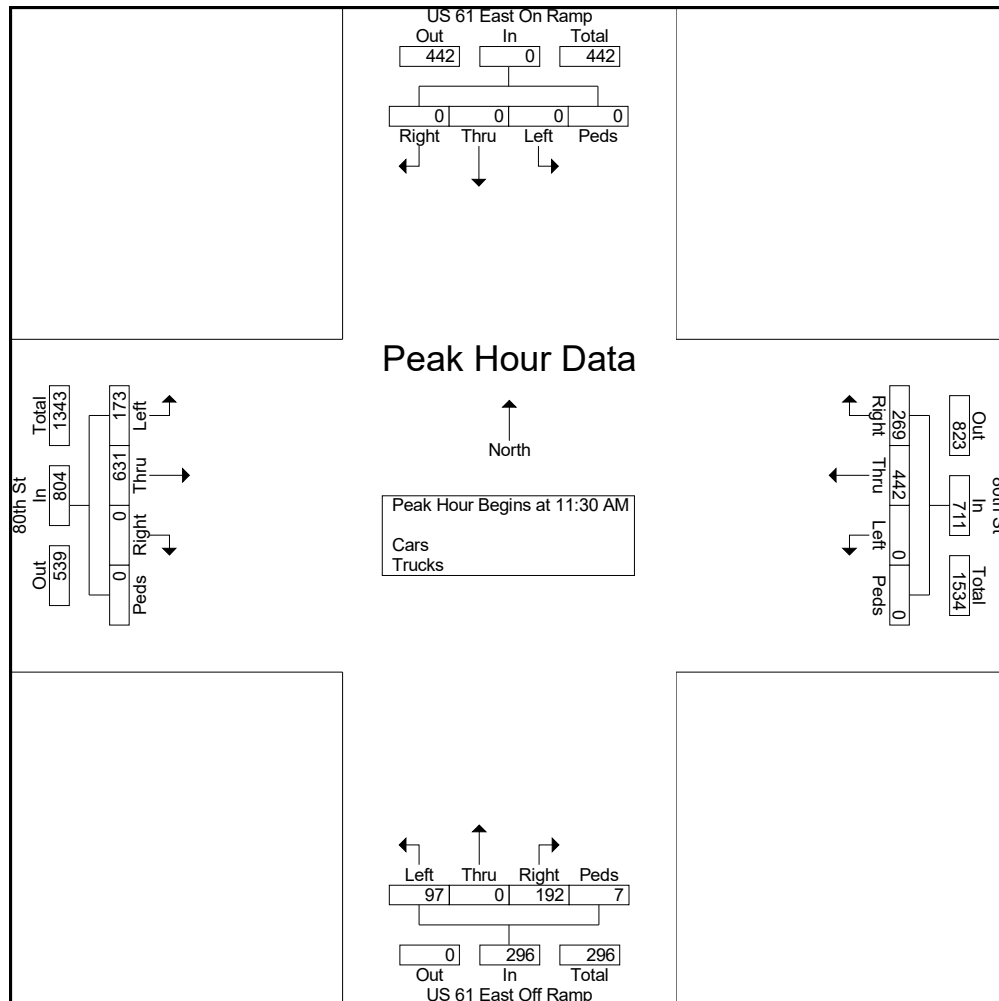 US 61 East On Ramp
Out In Total
442 0 442
0 0 0 0
Right Thru Left Peds
Peak Hour Data
North
Peak Hour Begins at 11:30 AM
Cars
Trucks
80th St
Out In Total
539 804 1343
Peds Right Thru Left
0 0 631 173
80th St
Out In Total
823 711 1534
Right Thru Left Peds
269 442 0 0
Left Thru Right Peds
97 0 192 7
0 296 296
Out In Total
US 61 East Off Ramp